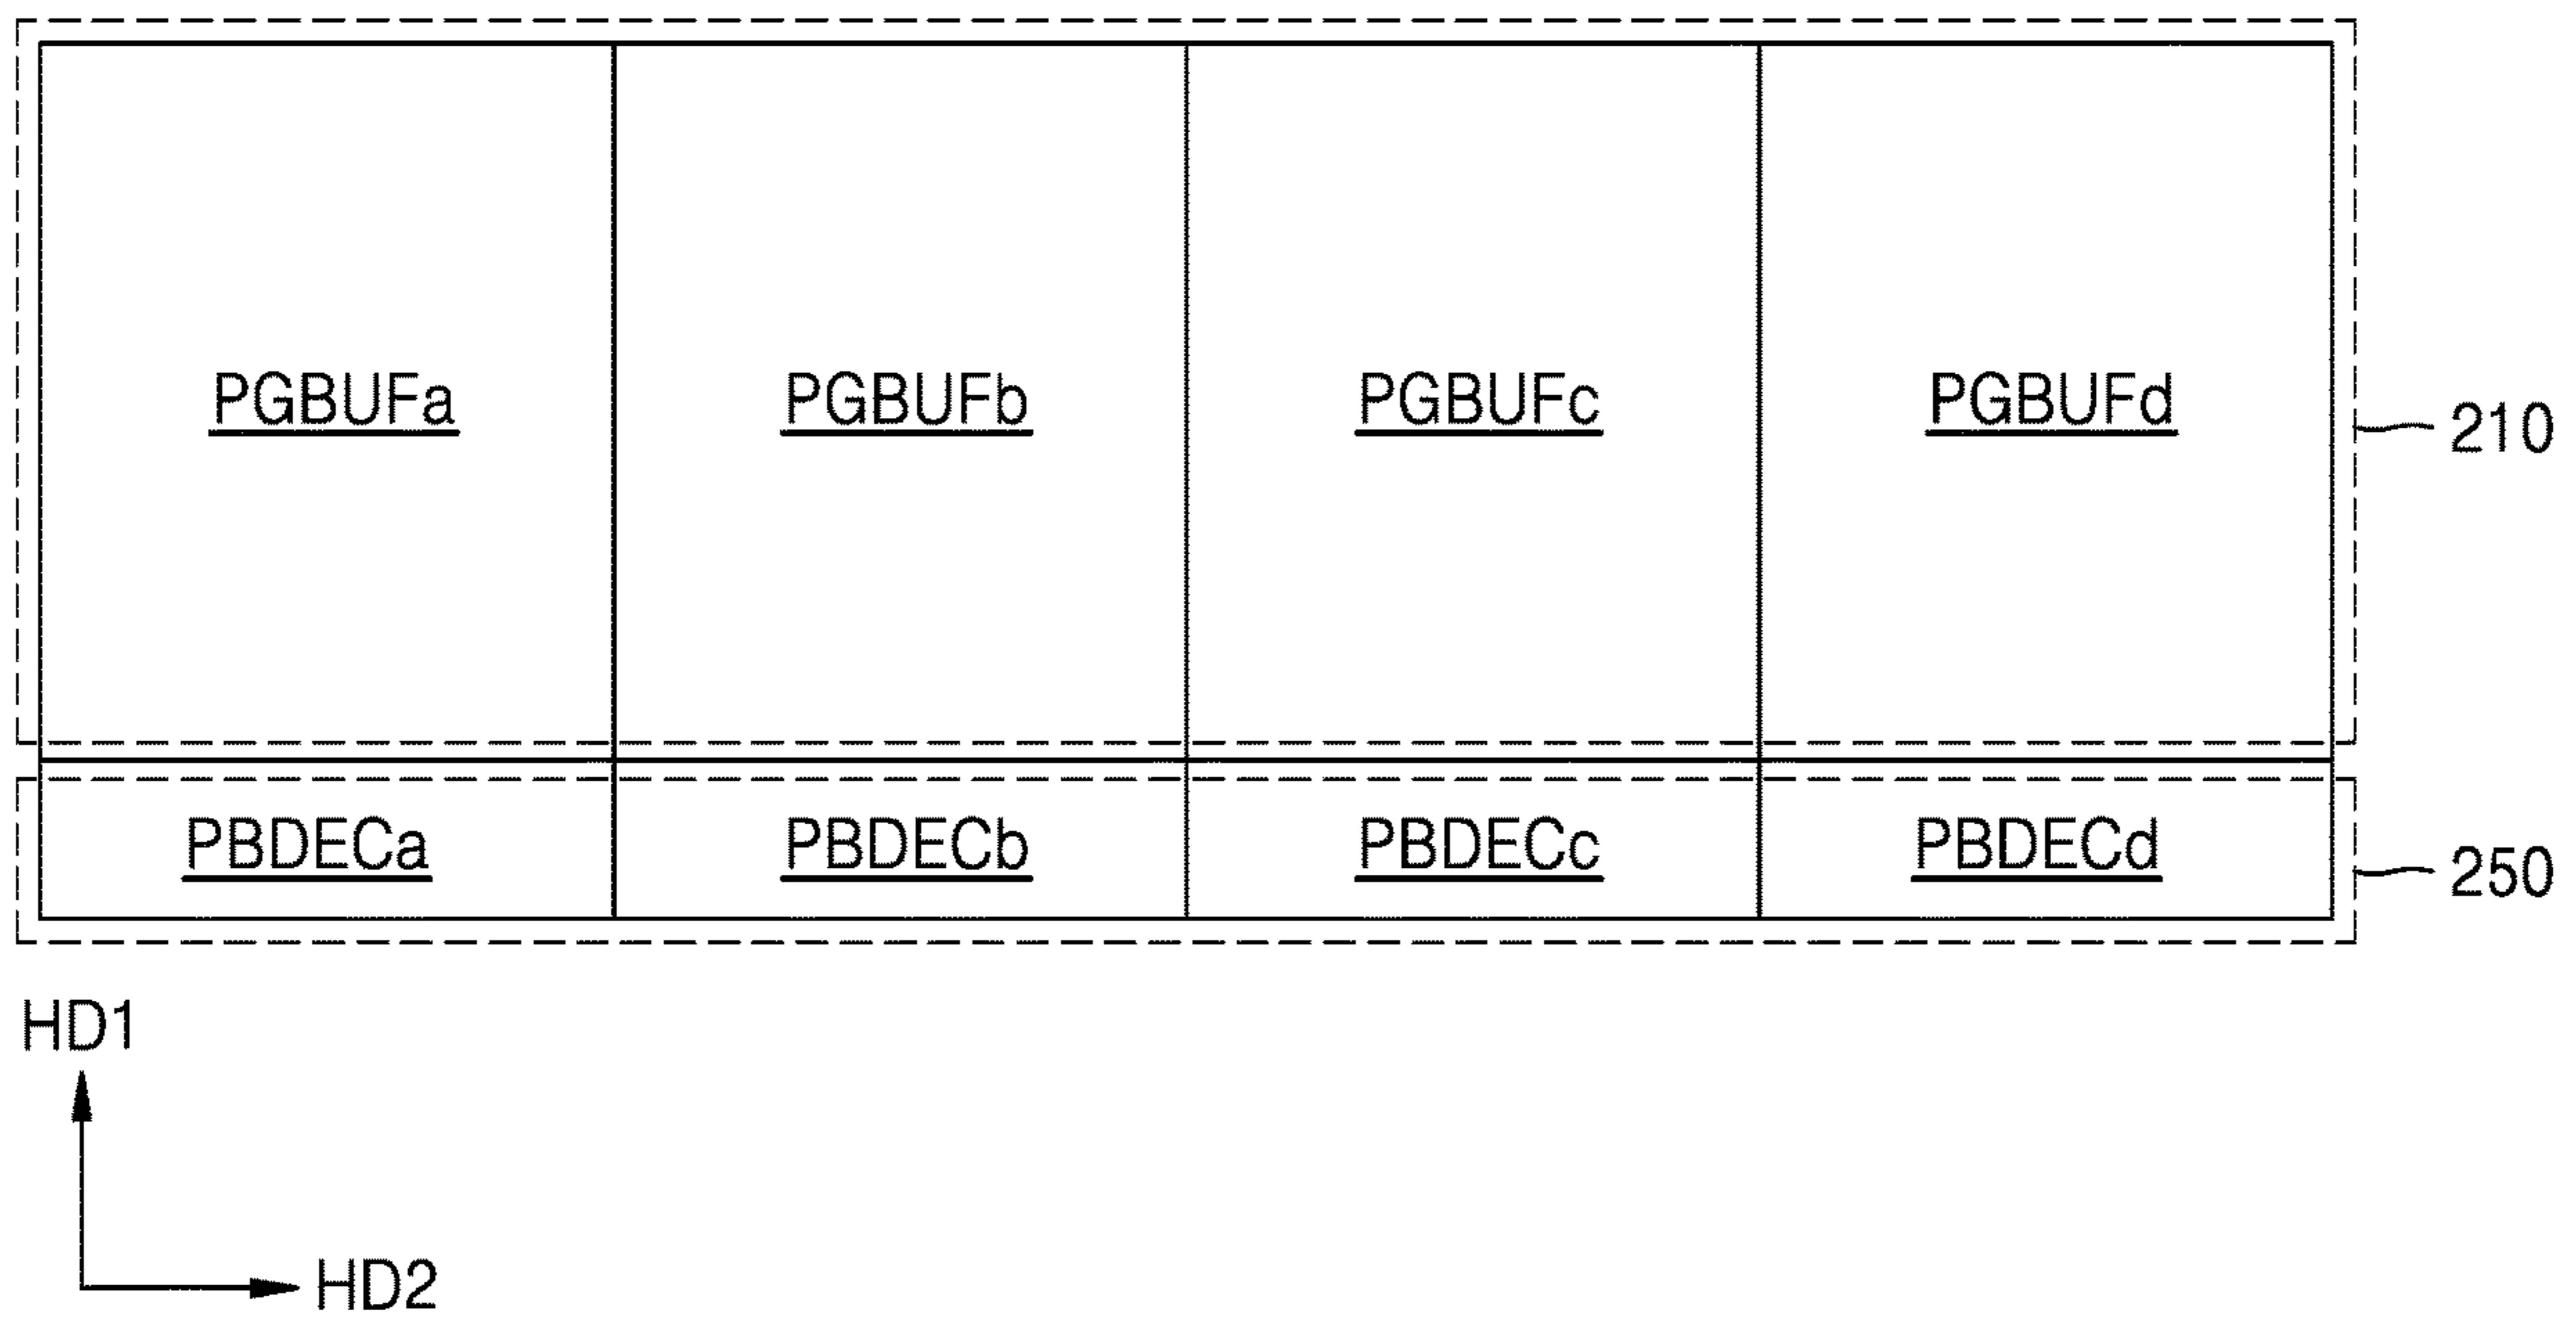 PGBUFa PGBUFb PGBUFc PGBUFd 210
PBDECa PBDECb PBDECc PBDECd 250
HD1
HD2